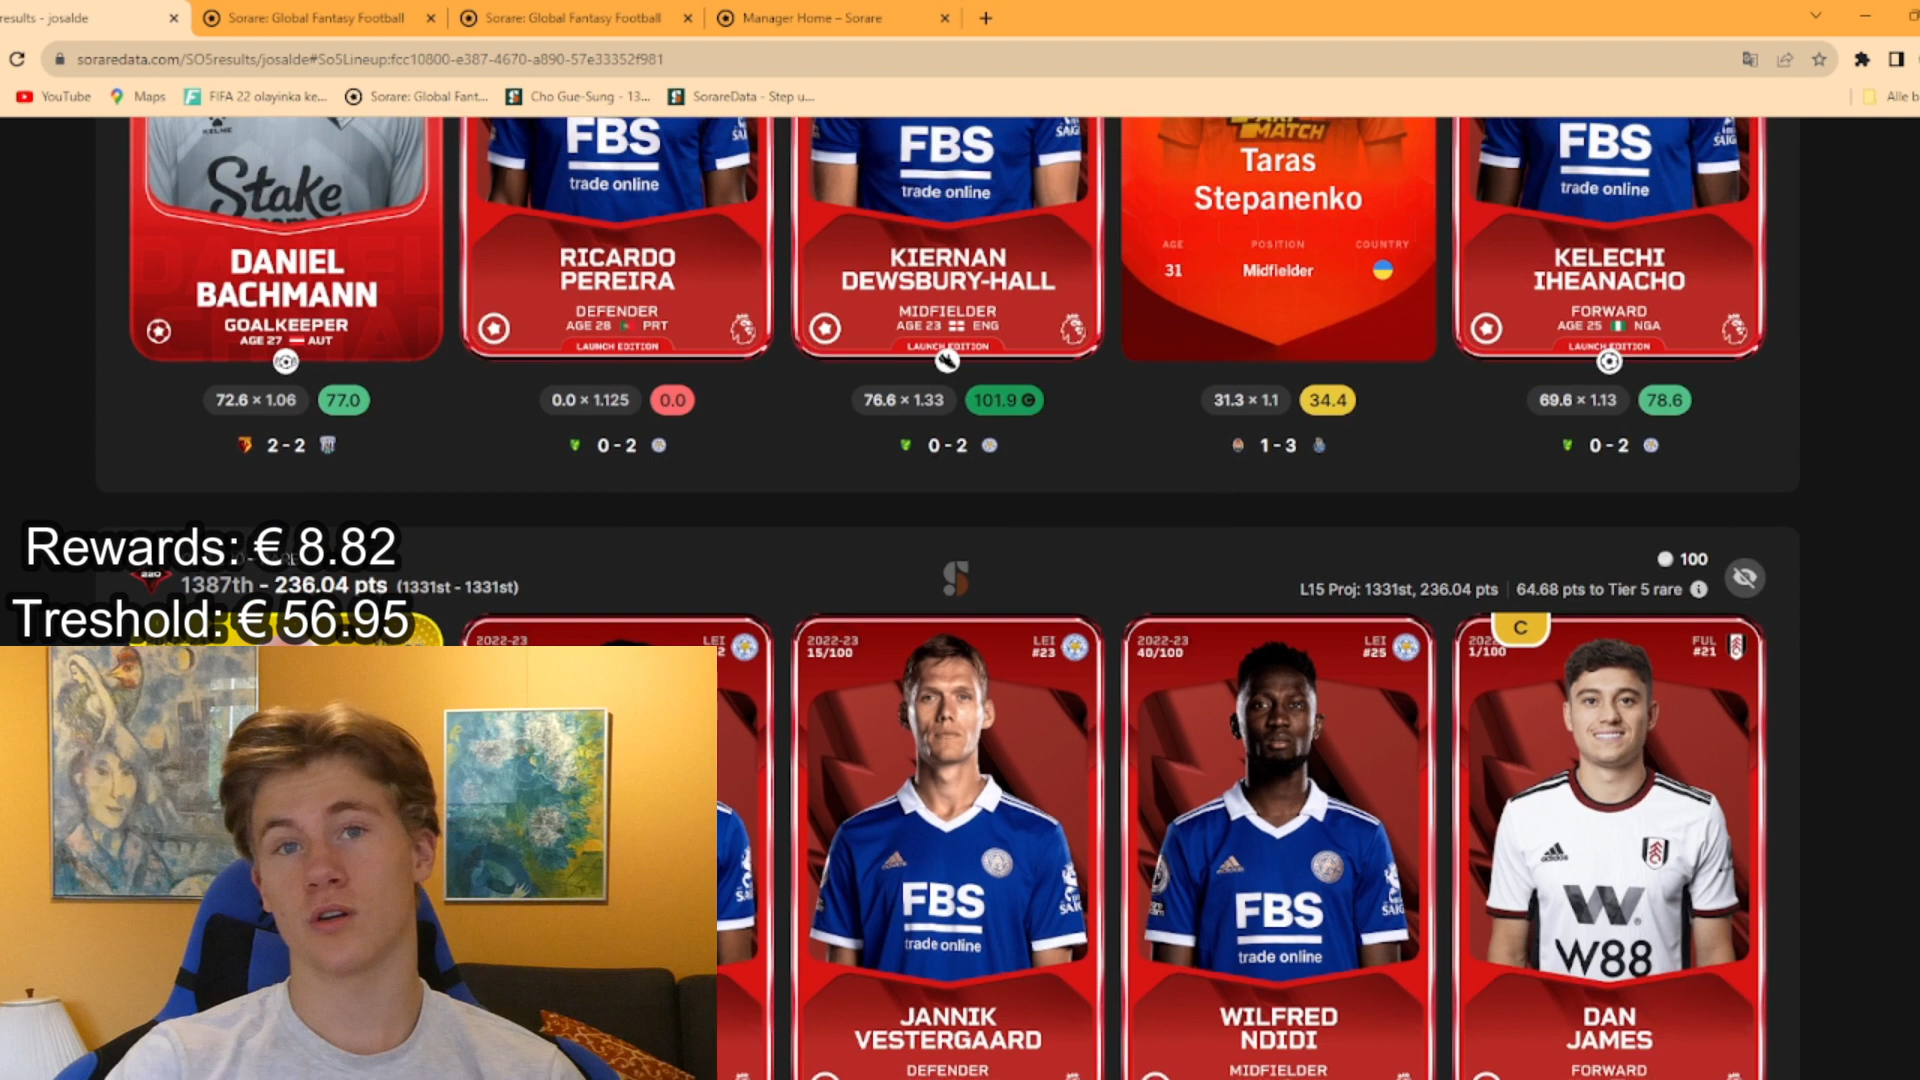 results - josalde
Sorare: Global Fantasy Football
Sorare: Global Fantasy Football
Manager Home – Sorare
soraredata.com/SO5results/josalde#So5Lineup:fcc10800-e387-4670-a890-57e33352f981
YouTube
Maps
FIFA 22 olayinka ke...
Sorare: Global Fant...
Cho Gue-Sung - 13...
SorareData - Step u...
Alle b
KELME
Stake
DANIEL
BACHMANN
GOALKEEPER
AGE 27 AUT
72.6 × 1.06 77.0
2 - 2
FBS
trade online
RICARDO
PEREIRA
DEFENDER
AGE 28 PRT
LAUNCH EDITION
0.0 × 1.125 0.0
0 - 2
FBS
trade online
KIERNAN
DEWSBURY-HALL
MIDFIELDER
AGE 23 ENG
LAUNCH EDITION
76.6 × 1.33 101.9 C
0 - 2
MATCH
Taras
Stepanenko
AGE POSITION COUNTRY
31 Midfielder
31.3 × 1.1 34.4
1 - 3
FBS
SAIG
trade online
KELECHI
IHEANACHO
FORWARD
AGE 25 NGA
LAUNCH EDITION
69.6 × 1.13 78.6
0 - 2
Rewards: € 8.82
1387th - 236.04 pts (1331st - 1331st)
Treshold: € 56.95
100
L15 Proj: 1331st, 236.04 pts
64.68 pts to Tier 5 rare
2022-23
LEI
2022-23
15/100
LEI
#23
FBS
trade online
JANNIK
VESTERGAARD
DEFENDER
2022-23
40/100
LEI
#25
FBS
trade online
WILFRED
NDIDI
MIDFIELDER
C
1/100
FUL
#21
adidas
W88
DAN
JAMES
FORWARD